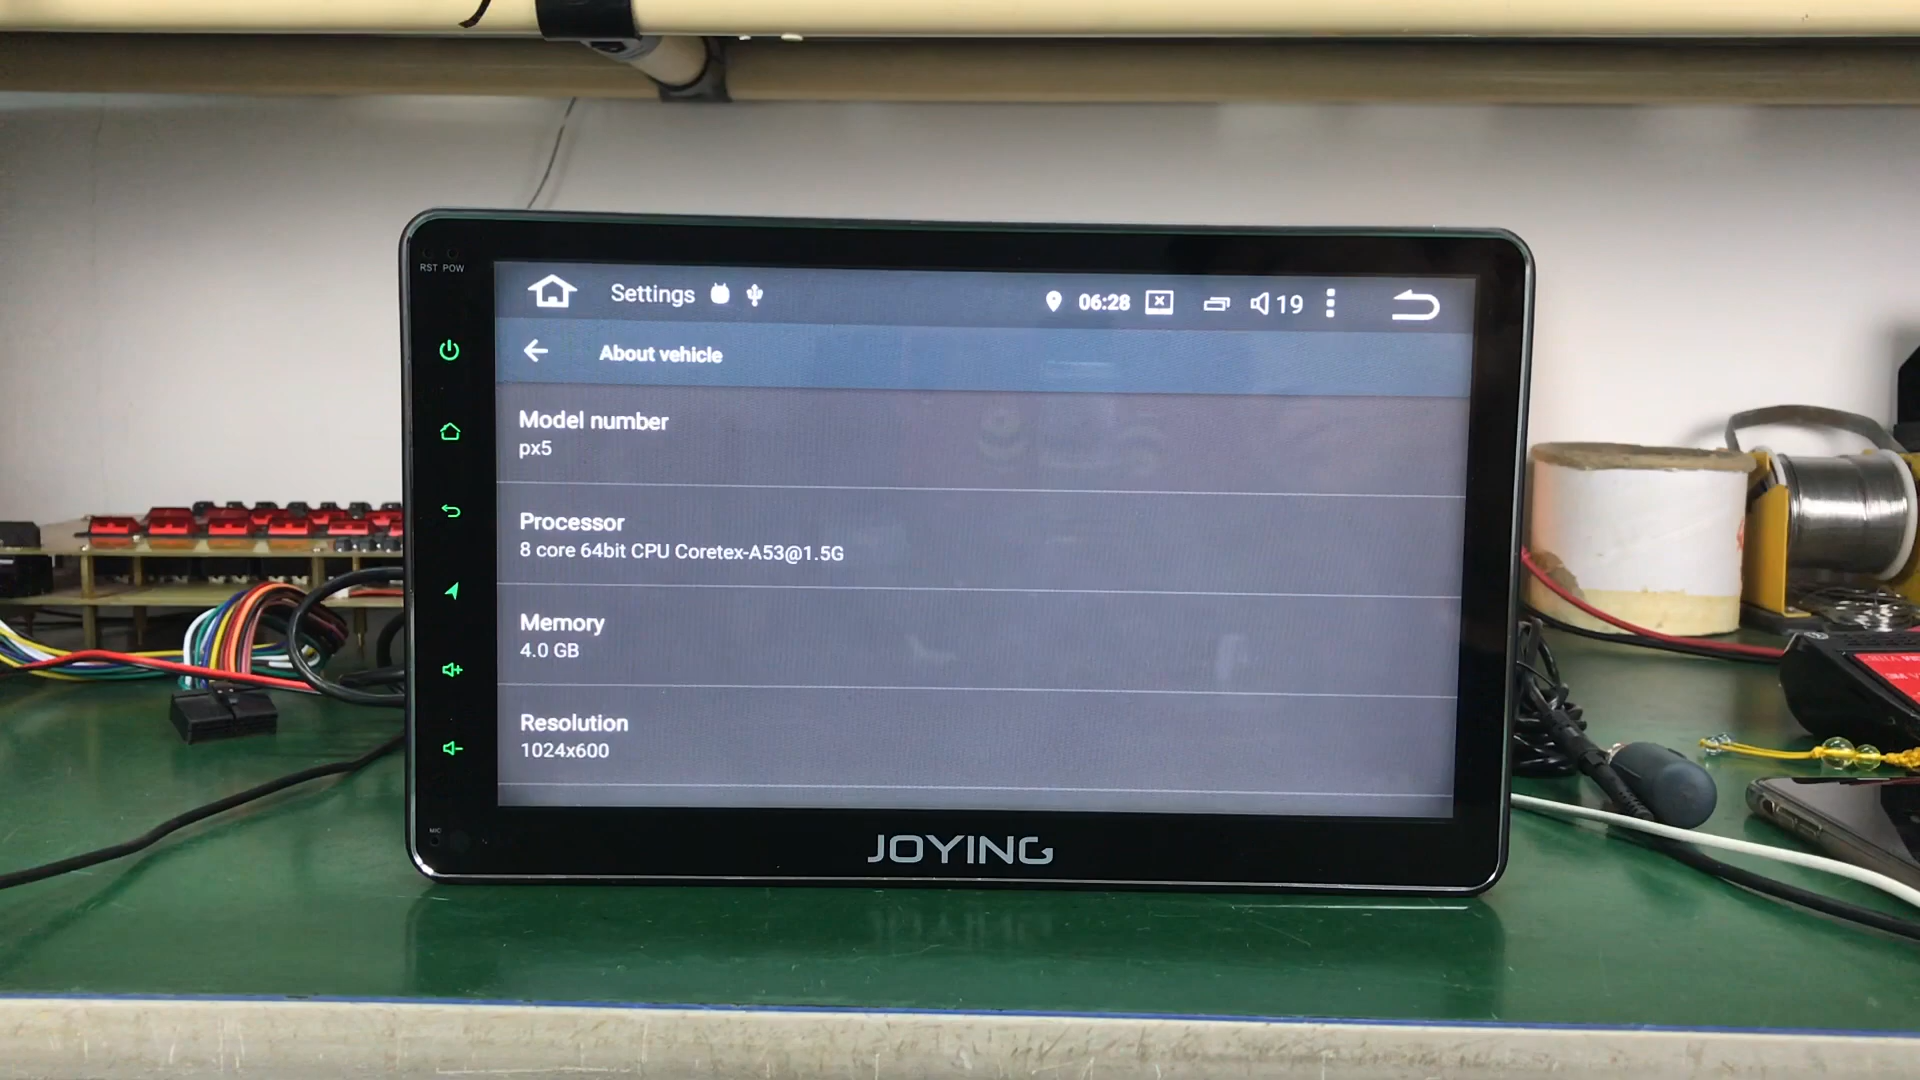 RST POW
Settings
06:28
19
About vehicle
Model number
px5
Processor
8 core 64bit CPU Coretex-A53@1.5G
Memory
4.0 GB
Resolution
1024x600
MIC
JOYING